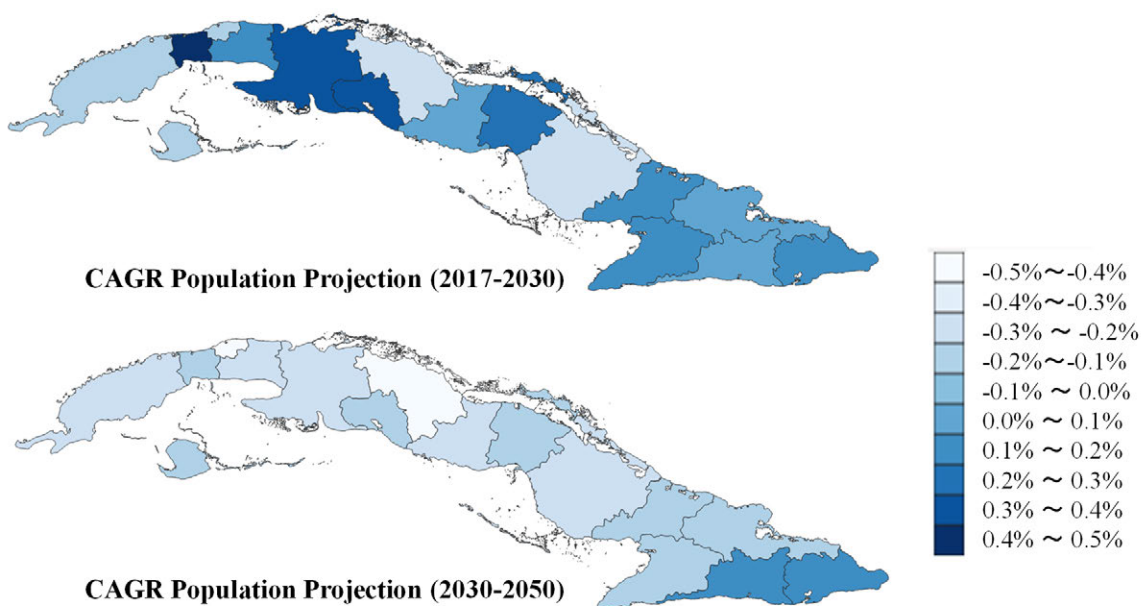 CAGR Population Projection (2017-2030)
-0.5%~-0.4%
-0.4%~-0.3%
-0.3% ~ -0.2%
-0.2%~-0.1%
-0.1% ~ 0.0%
0.0% ~ 0.1%
0.1% ~ 0.2%
0.2% ~ 0.3%
0.3% ~ 0.4%
0.4% ~ 0.5%
CAGR Population Projection (2030-2050)